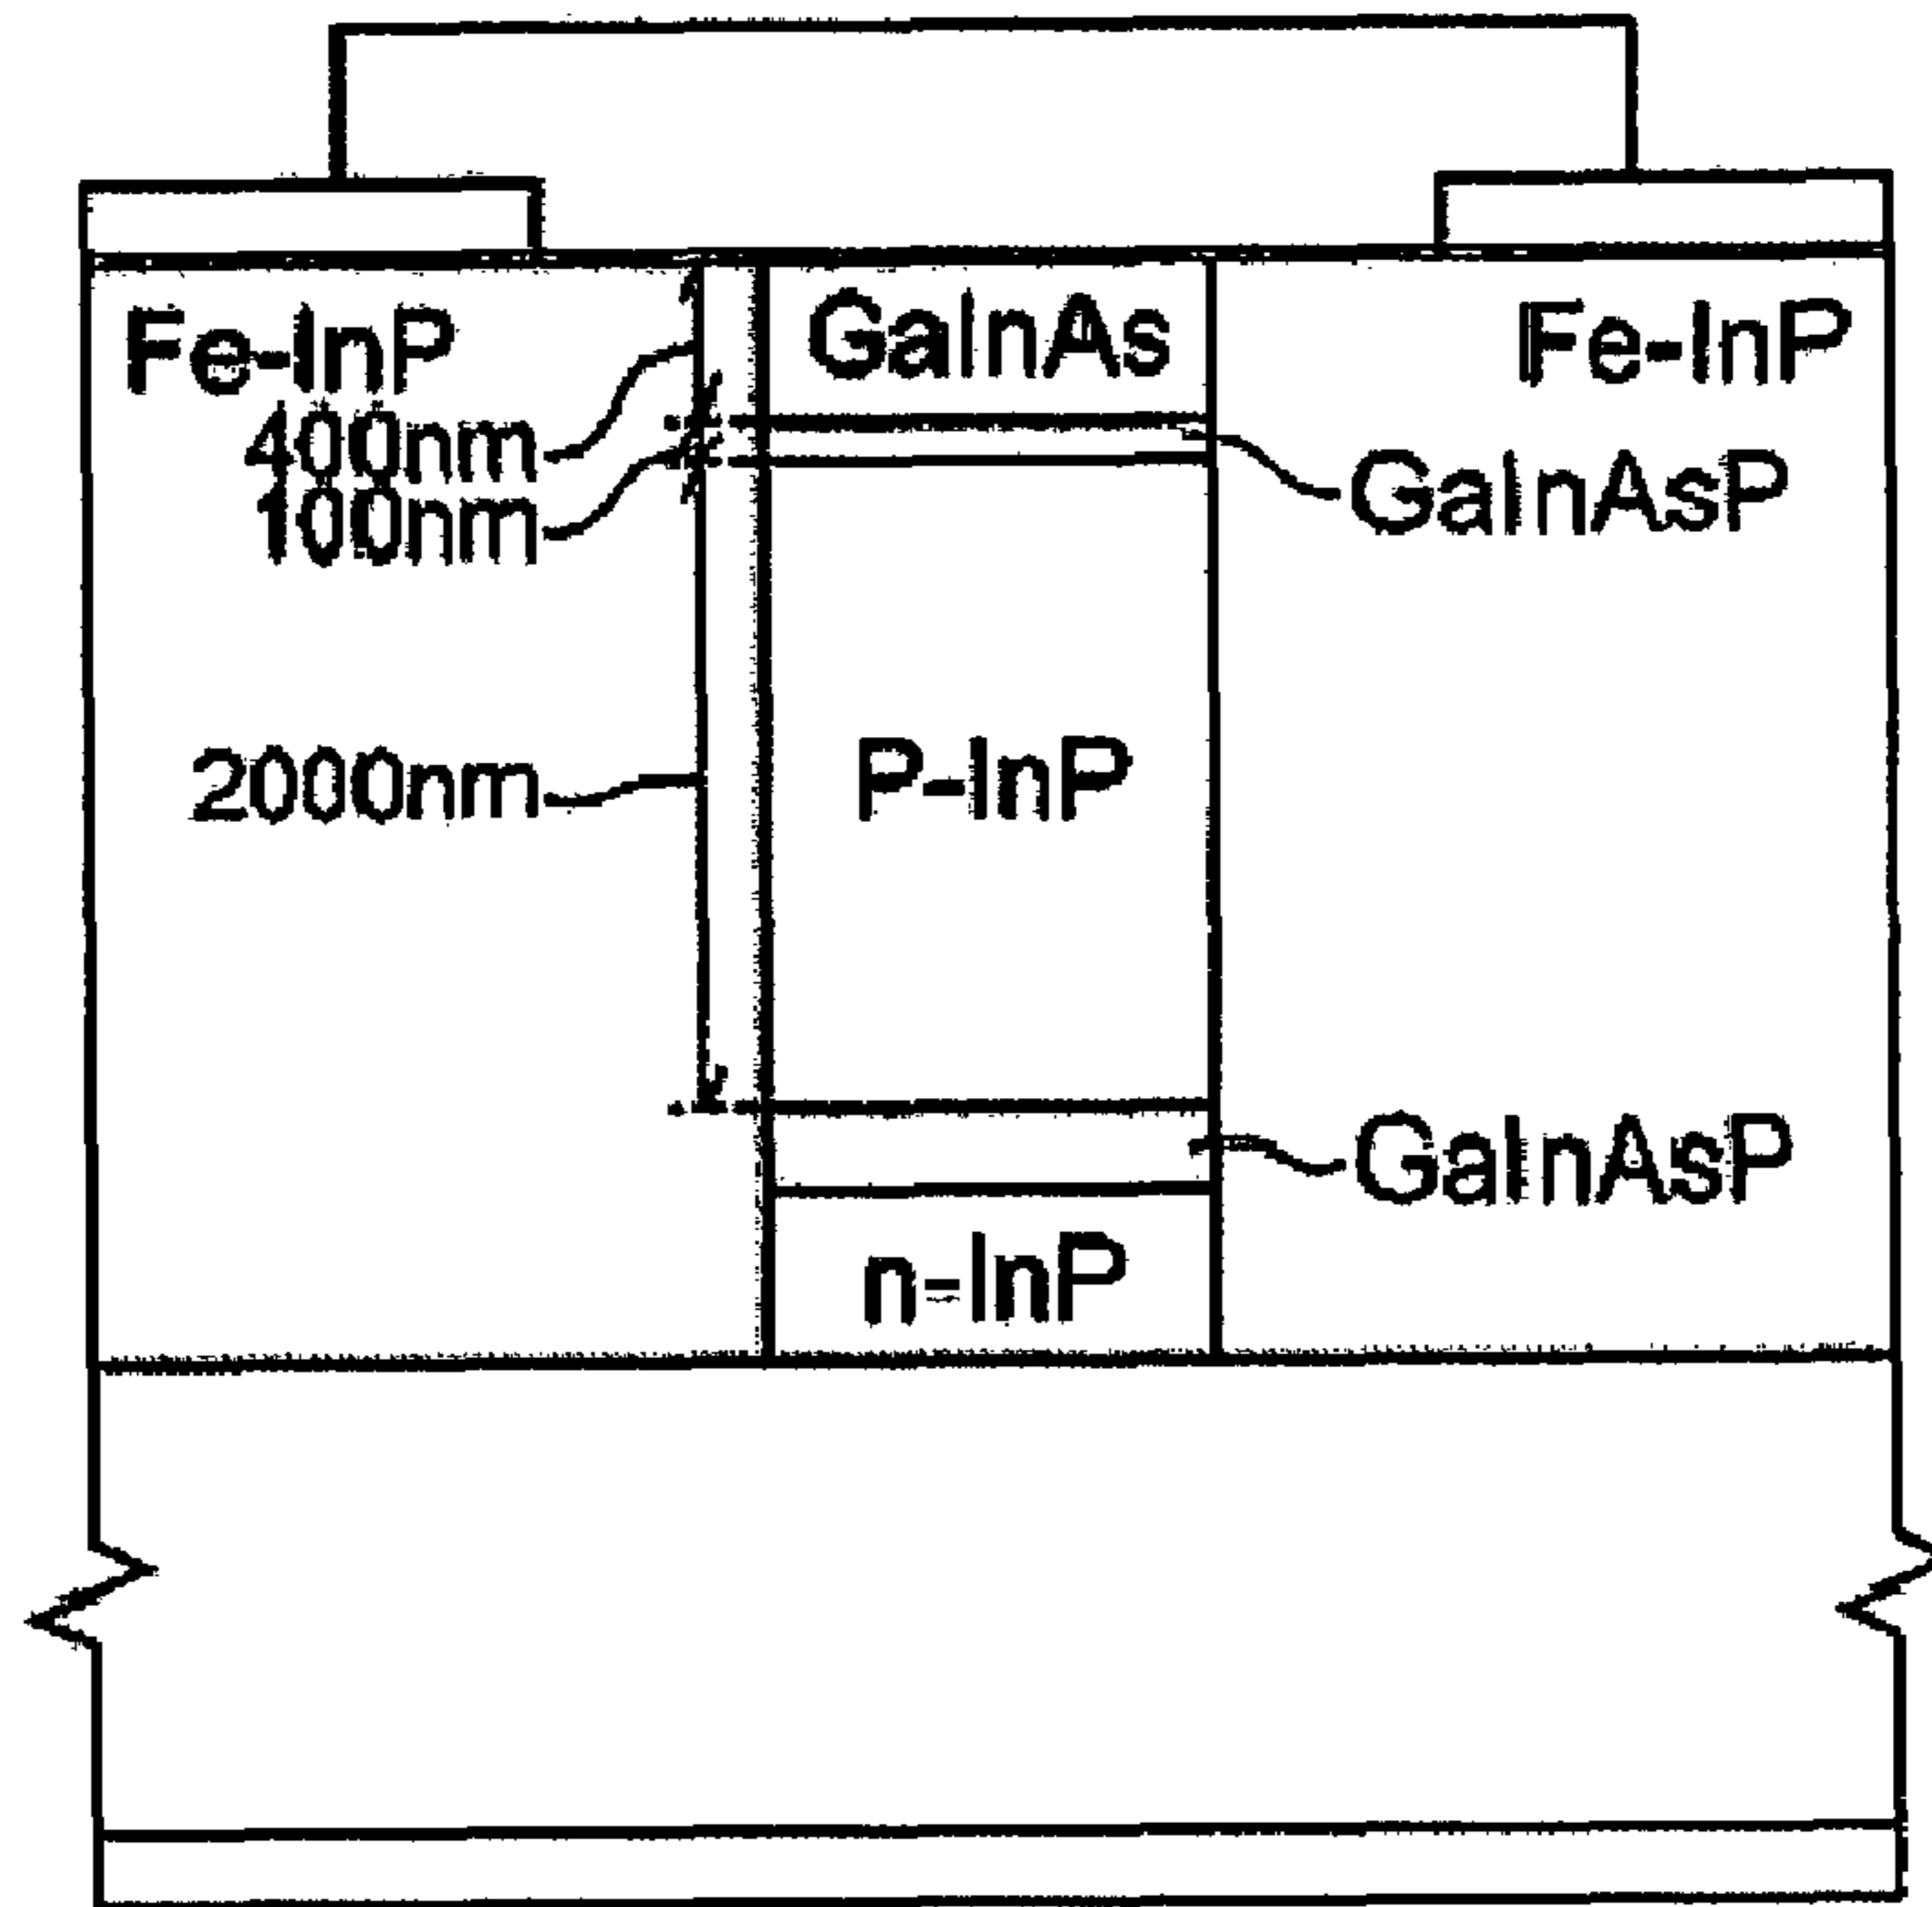 Fe-InP
GaInAs
Fe-InP
400nm
GaInAsP
100nm
2000nm
P-InP
GaInAsP
n-InP